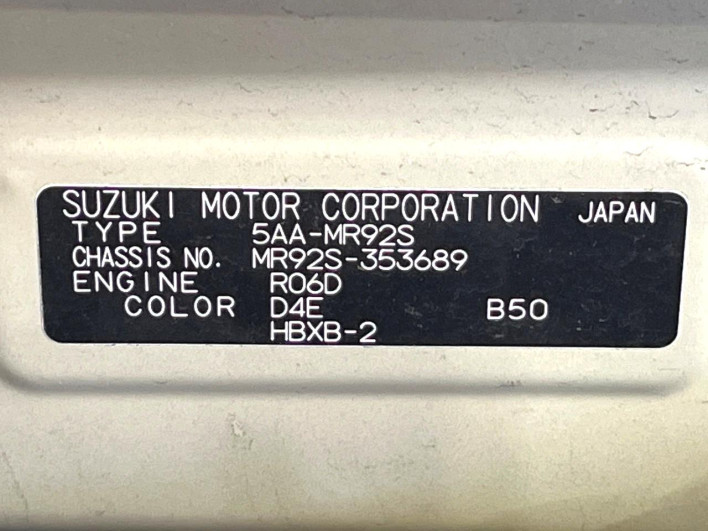 SUZUKI MOTOR CORPORATION JAPAN
TYPE 5AA-MR92S
CHASSIS NO. MR92S-353689
ENGINE R06D
COLOR D4E B50
HBXB-2